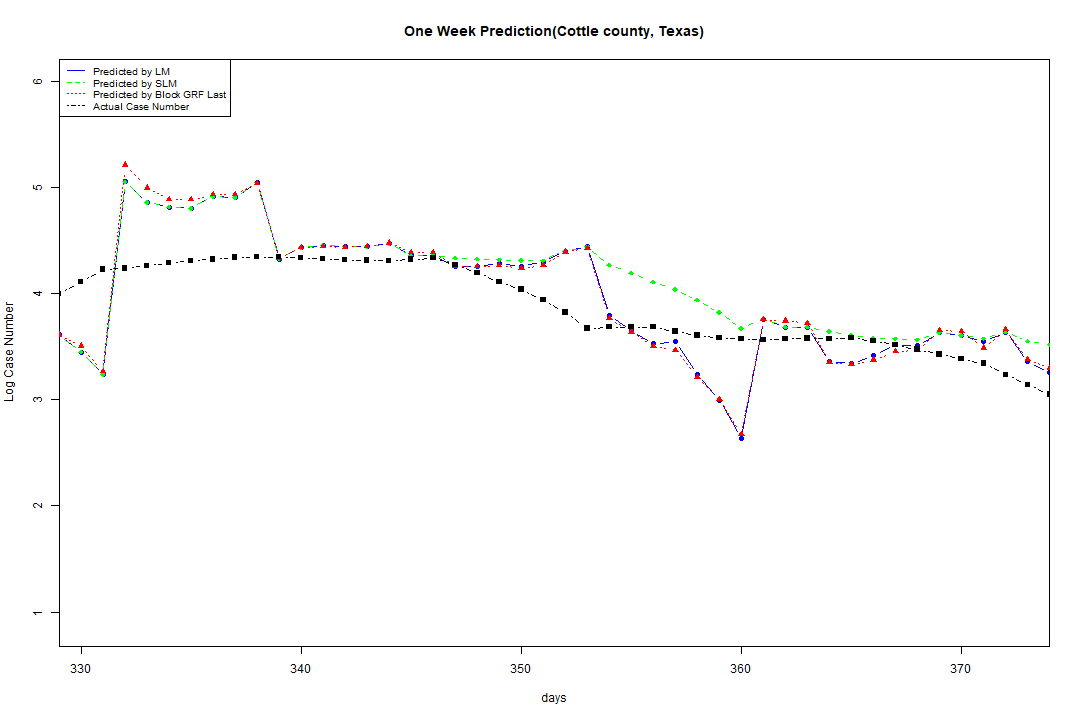 One Week Prediction(Cottle county, Texas)
Predicted by LM
Predicted by SLM
Predicted by Block GRF Last
Actual Case Number
6
5
4
3
2
1
Log Case Number
330 340 350 360 370
days